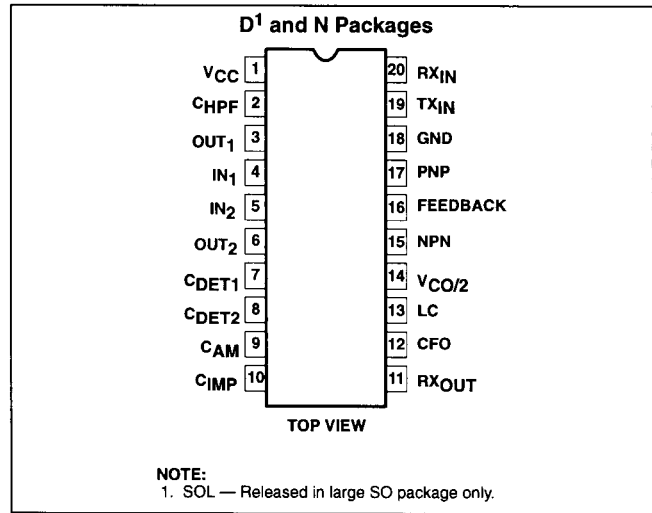 D1 and N Packages
VCC 1
CHPF 2
OUT1 3
IN1 4
IN2 5
OUT2 6
CDET1 7
CDET2 8
CAM 9
CIMP 10
20 RXIN
19 TXIN
18 GND
17 PNP
16 FEEDBACK
15 NPN
14 VCO/2
13 LC
12 CFO
11 RXOUT
TOP VIEW
NOTE:
1. SOL — Released in large SO package only.